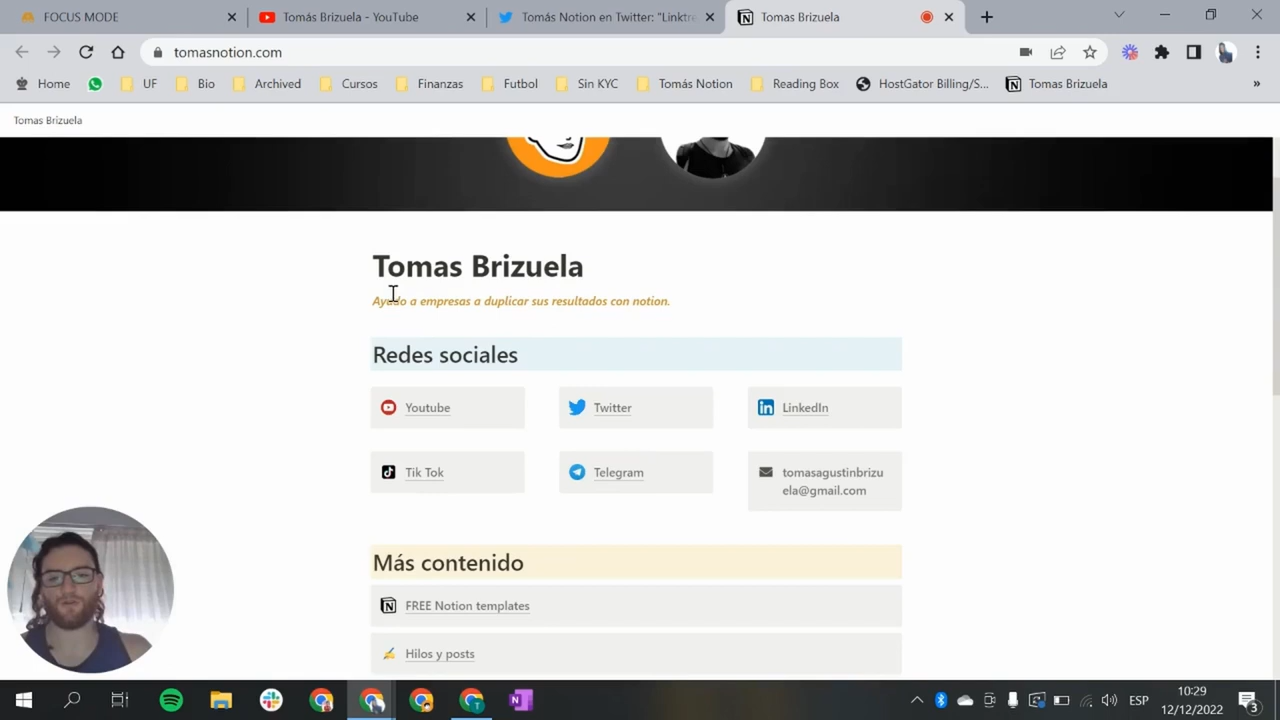 FOCUS MODE
Tomás Brizuela - YouTube
Tomás Notion en Twitter: "Linktre
Tomas Brizuela
tomasnotion.com
Home
UF
Bio
Archived
Cursos
Finanzas
Futbol
Sin KYC
Tomás Notion
Reading Box
HostGator Billing/S...
Tomas Brizuela
»
Tomas Brizuela
Tomas Brizuela
Ayudo a empresas a duplicar sus resultados con notion.
Redes sociales
Youtube
Twitter
LinkedIn
Tik Tok
Telegram
tomasagustinbrizu
ela@gmail.com
Más contenido
FREE Notion templates
Hilos y posts
ESP
10:29
12/12/2022
3